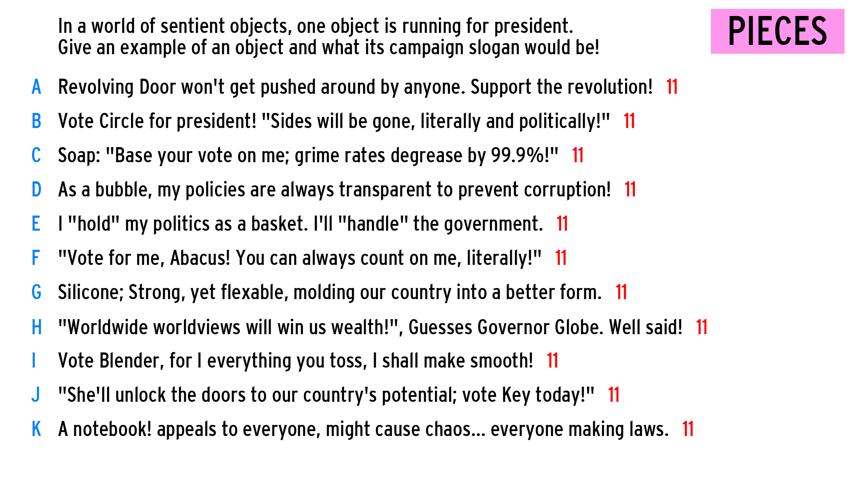 In a world of sentient objects, one object is running for president.
Give an example of an object and what its campaign slogan would be!
PIECES
A Revolving Door won't get pushed around by anyone. Support the revolution! 11
B Vote Circle for president! "Sides will be gone, literally and politically!" 11
C Soap: "Base your vote on me; grime rates degrease by 99.9%!" 11
D As a bubble, my policies are always transparent to prevent corruption! 11
E I "hold" my politics as a basket. I'll "handle" the government. 11
F "Vote for me, Abacus! You can always count on me, literally!" 11
G Silicone; Strong, yet flexable, molding our country into a better form. 11
H "Worldwide worldviews will win us wealth!", Guesses Governor Globe. Well said! 11
I Vote Blender, for I everything you toss, I shall make smooth! 11
J "She'll unlock the doors to our country's potential; vote Key today!" 11
K A notebook! appeals to everyone, might cause chaos... everyone making laws. 11